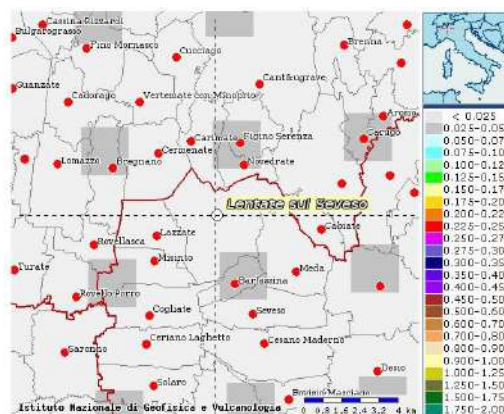 Cassina Rizzardi
Bulgarograsso
Fino Mornasco
Cucciago
Brenna
Guanzate
Cantù
Cadorago
Vertemate con Minoprio
Arosio
Carugo
Carimate
Figino Serenza
Cermenate
Lomazzo
Bregnano
Novedrate
Lentate sul Seveso
Cabiate
Lazzate
Rovellasca
Misinto
Turate
Meda
Barlassina
Rovello Porro
Cogliate
Seveso
Ceriano Laghetto
Cesano Maderno
Saronno
Desio
Solaro
Bovisio Masciago
Istituto Nazionale di Geofisica e Vulcanologia
0 0.8 1.6 2.4 3.2 4 km
< 0.025
0.025-0.05
0.050-0.07
0.075-0.10
0.100-0.12
0.125-0.15
0.150-0.17
0.175-0.20
0.200-0.22
0.225-0.25
0.250-0.27
0.275-0.30
0.300-0.35
0.350-0.40
0.400-0.45
0.450-0.50
0.500-0.60
0.600-0.70
0.700-0.80
0.800-0.90
0.900-1.00
1.000-1.25
1.250-1.50
1.500-1.75
1.750-2.00